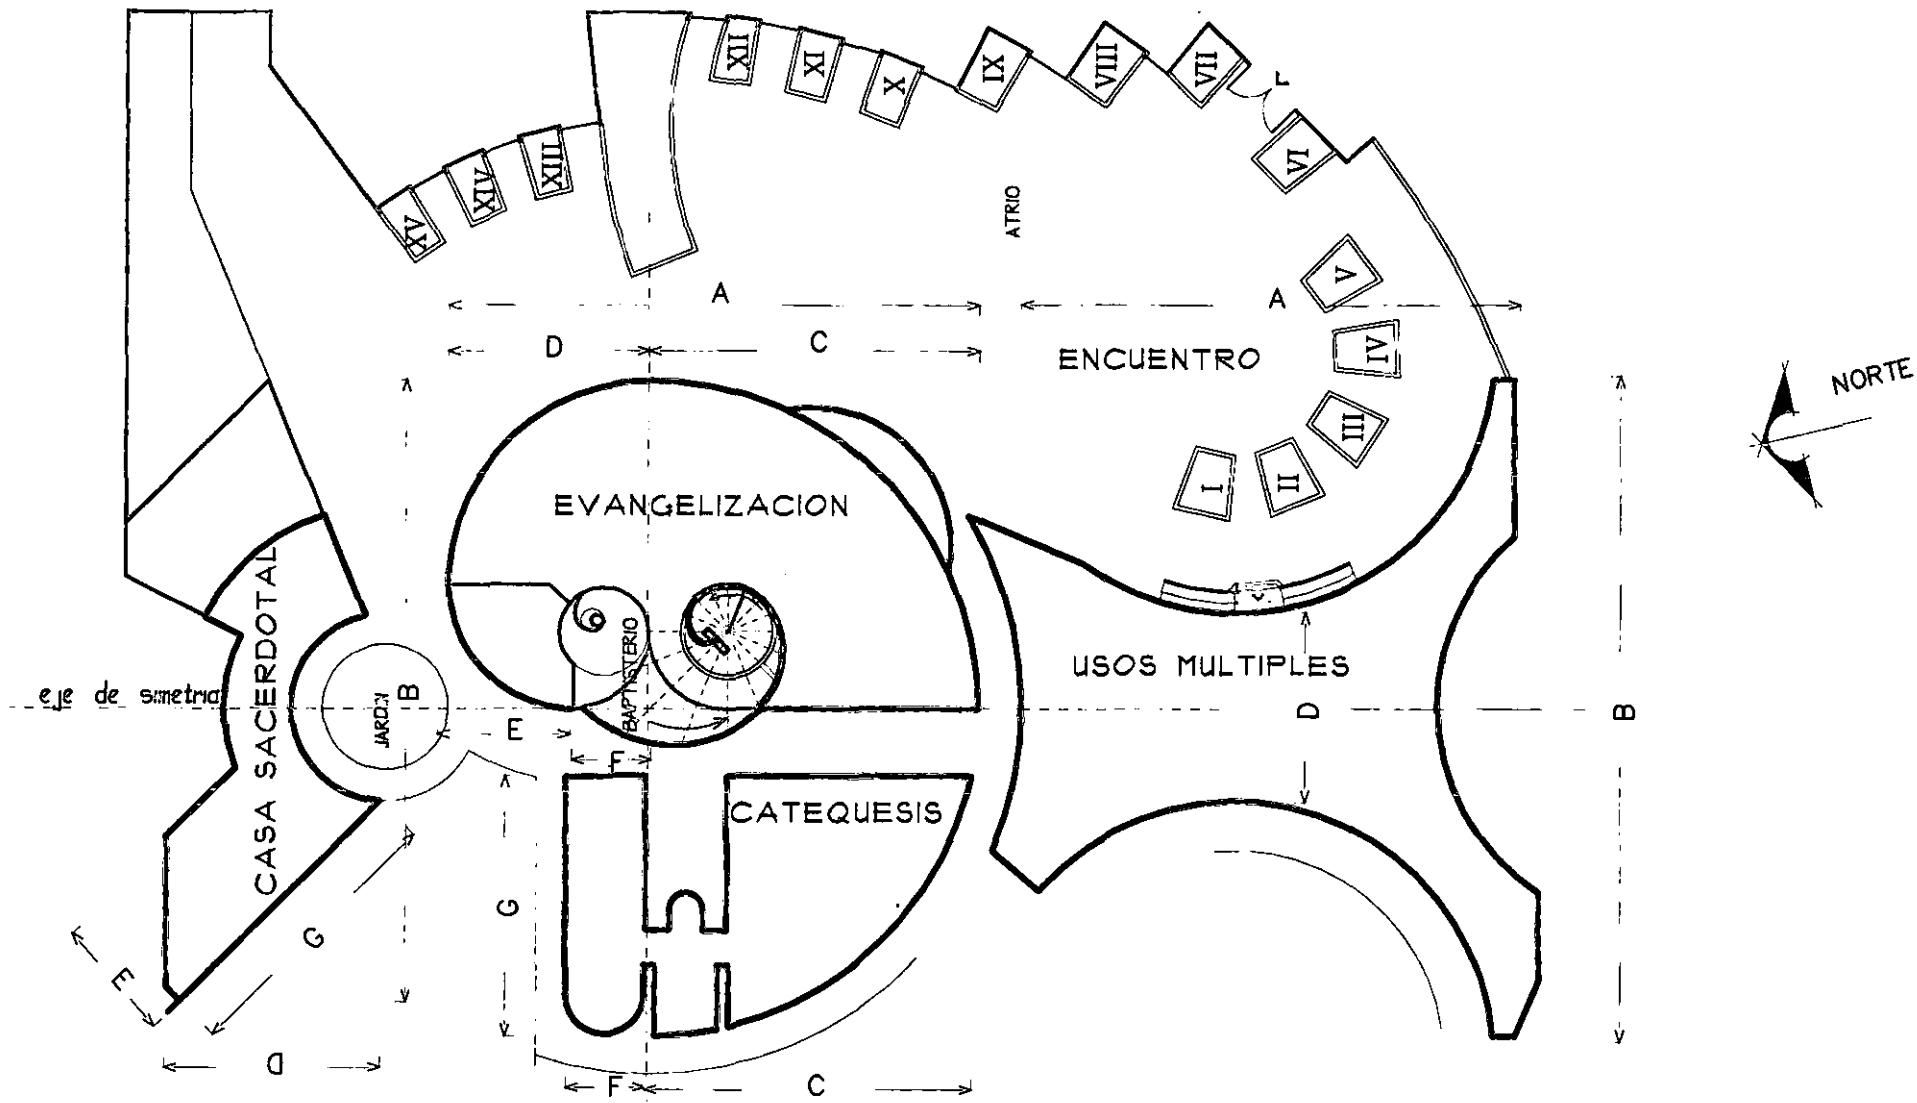 XII
XI
X
IX
VIII
VII
L
VI
XIII
XIV
XV
ATRIO
V
A
A
D
C
ENCUENTRO
IV
NORTE
III
II
I
EVANGELIZACION
BAPTISTERIO
USOS MULTIPLES
CASA SACERDOTAL
eje de simetria
JARDIN
B
E
F
D
B
CATEQUESIS
G
G
E
D
F
C